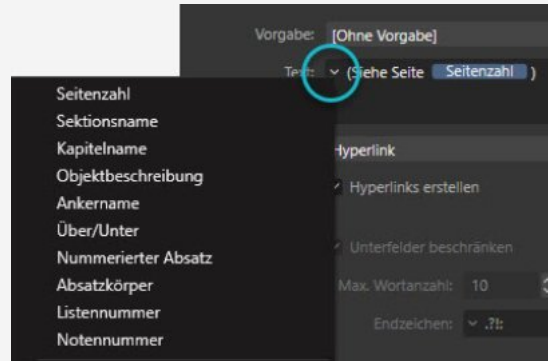 Vorgabe: [Ohne Vorgabe]
Text: (Siehe Seite Seitenzahl )
Seitenzahl
Sektionsname
Kapitelname
Objektbeschreibung
Ankername
Über/Unter
Nummerierter Absatz
Absatzkörper
Listennummer
Notennummer
Hyperlink
Hyperlinks erstellen
Unterfelder beschränken
Max. Wortanzahl: 10
Endzeichen: .?!: